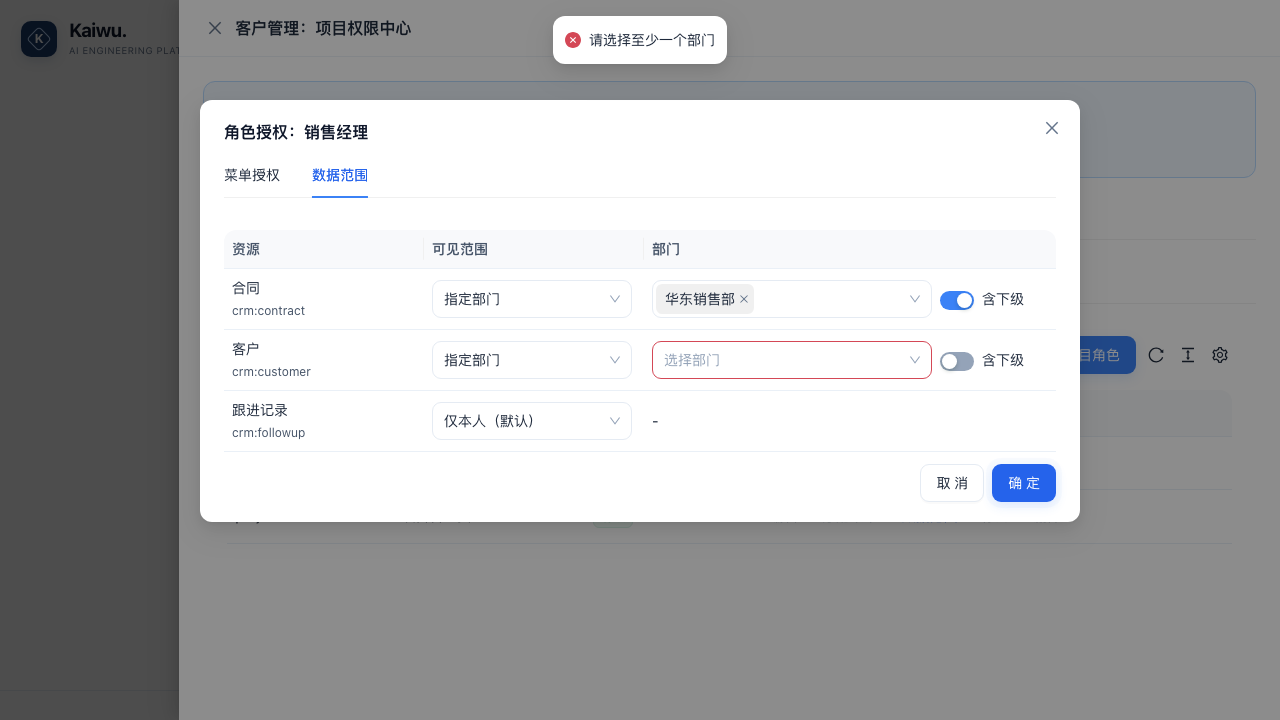 Kaiwu.
AI ENGINEERING PLAT
客户管理：项目权限中心
请选择至少一个部门
角色授权：销售经理
菜单授权
数据范围
资源
可见范围
部门
合同
crm:contract
指定部门
华东销售部
含下级
客户
crm:customer
指定部门
选择部门
含下级
跟进记录
crm:followup
仅本人（默认）
-
取 消
确 定
目角色